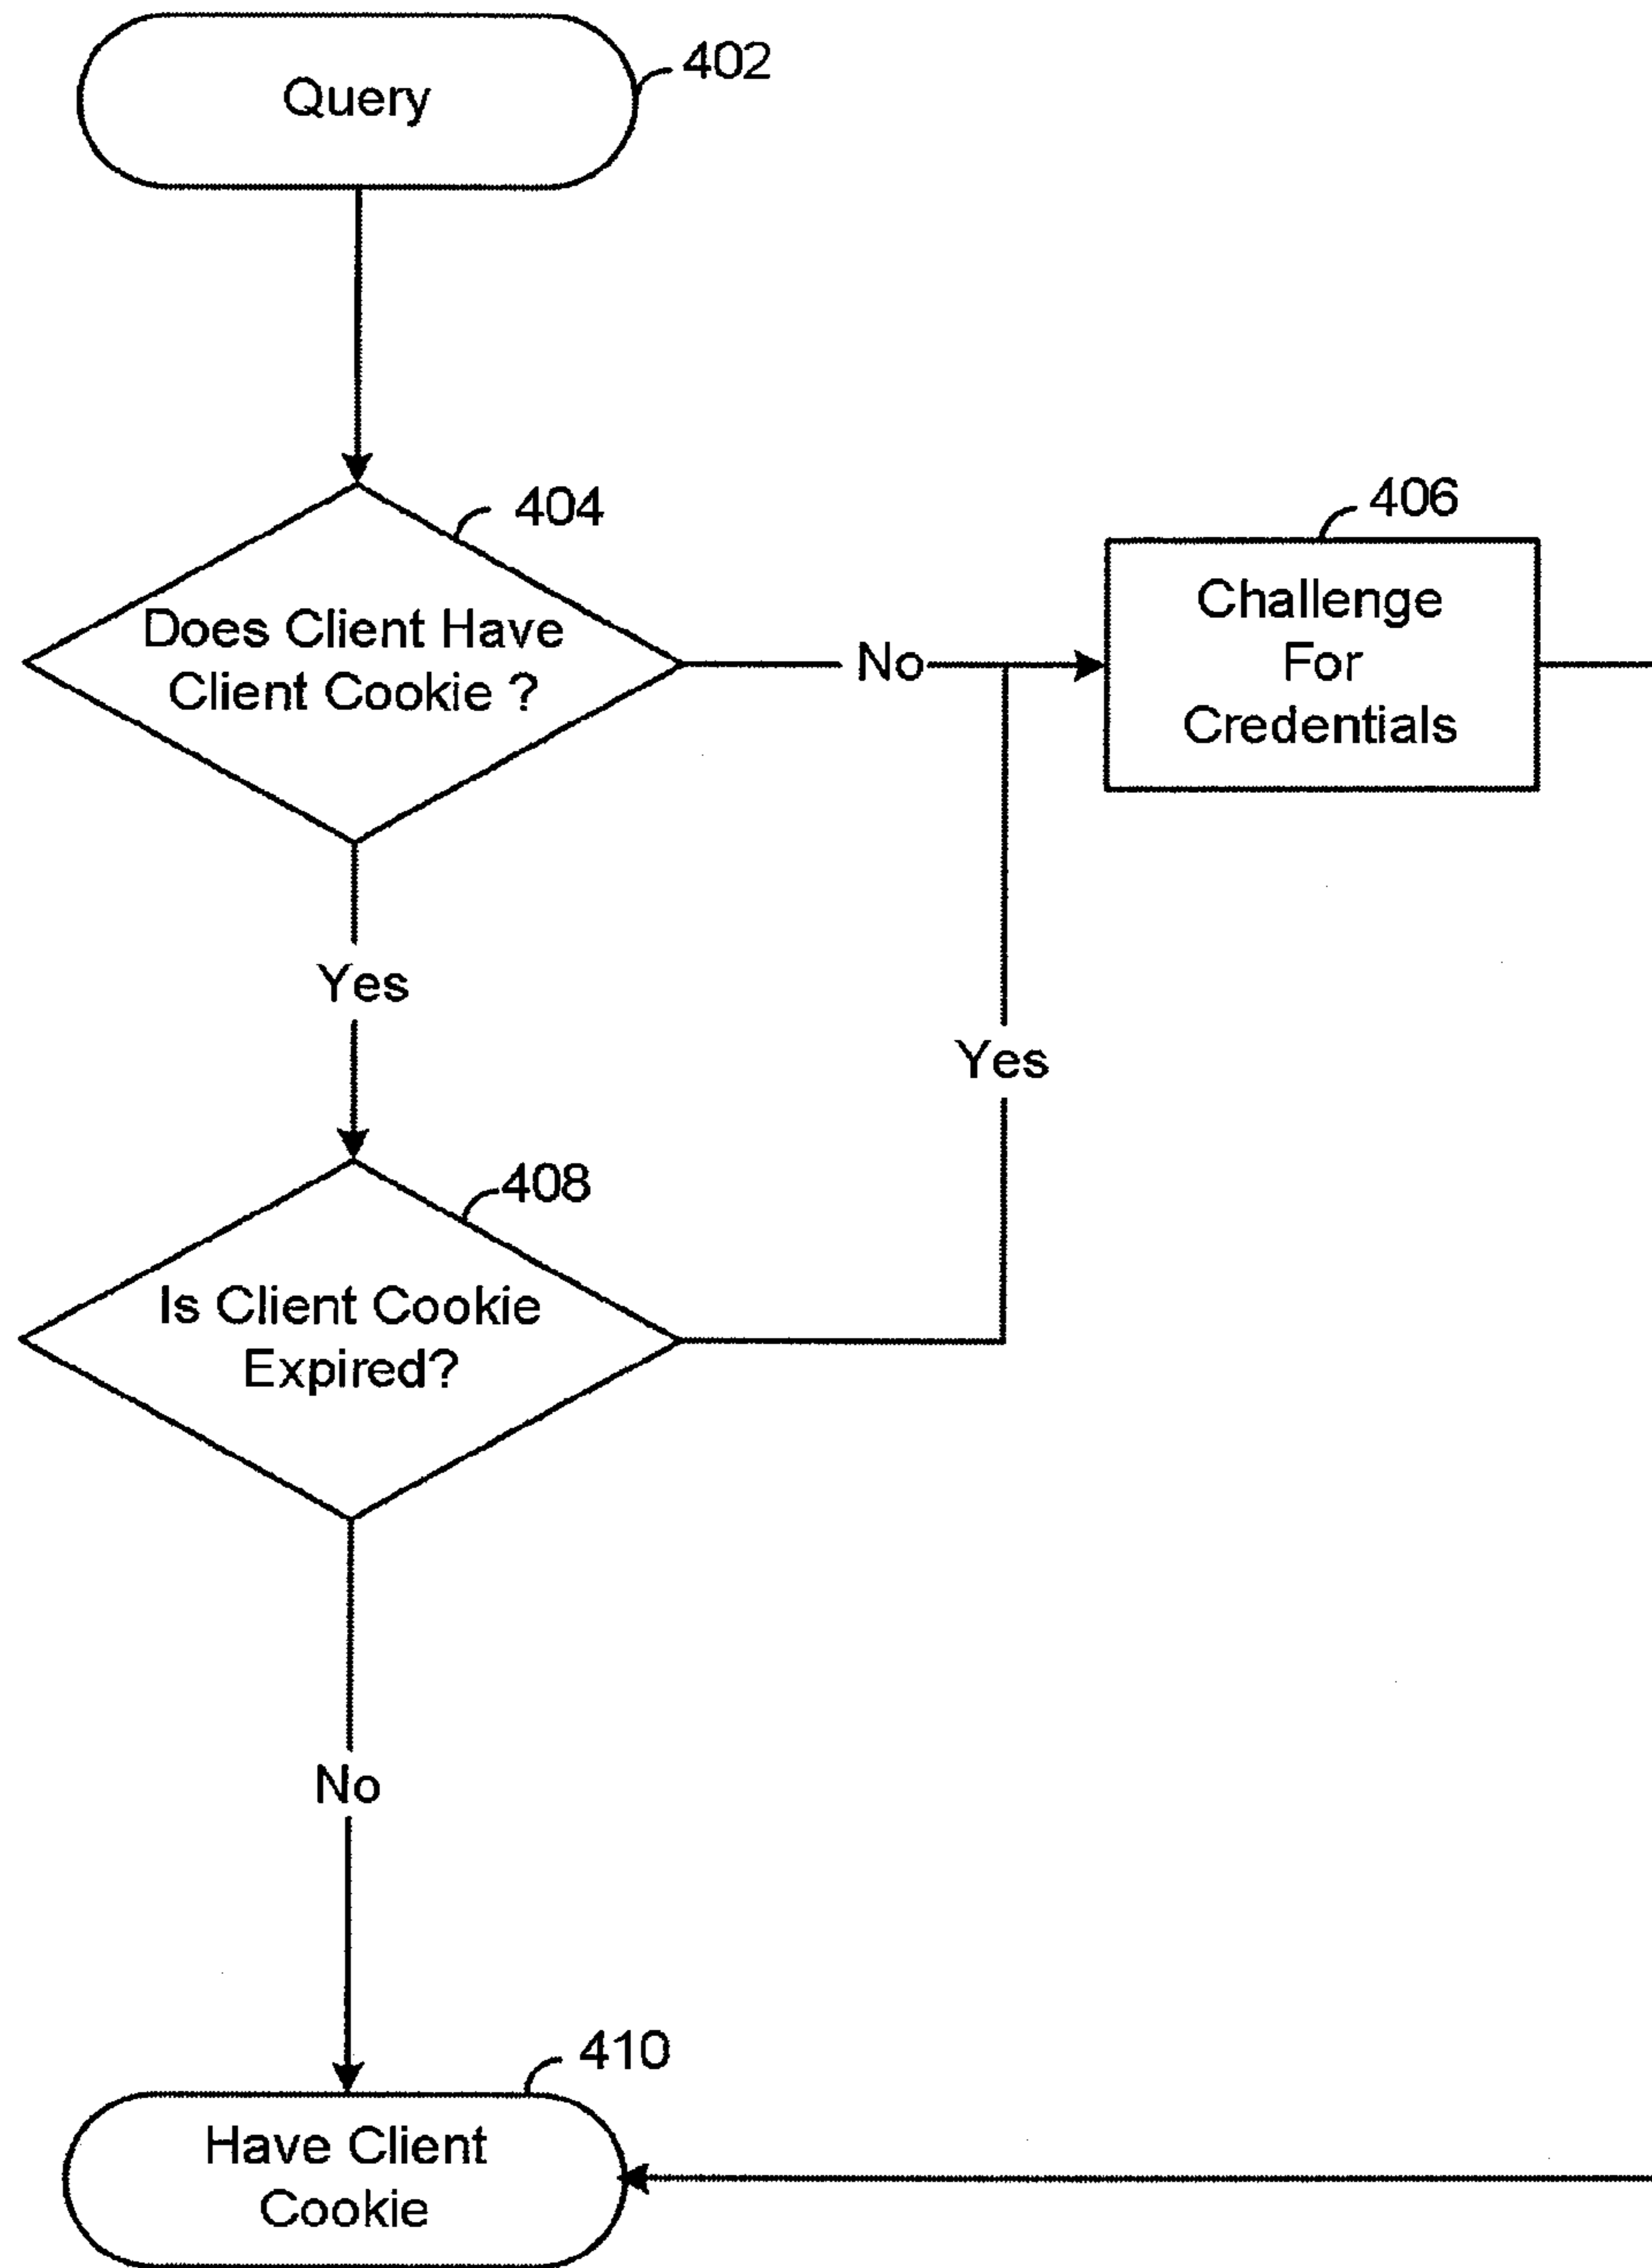 Query
402
404
Does Client Have
Client Cookie ?
No
406
Challenge
For
Credentials
Yes
Yes
408
Is Client Cookie
Expired?
No
410
Have Client
Cookie